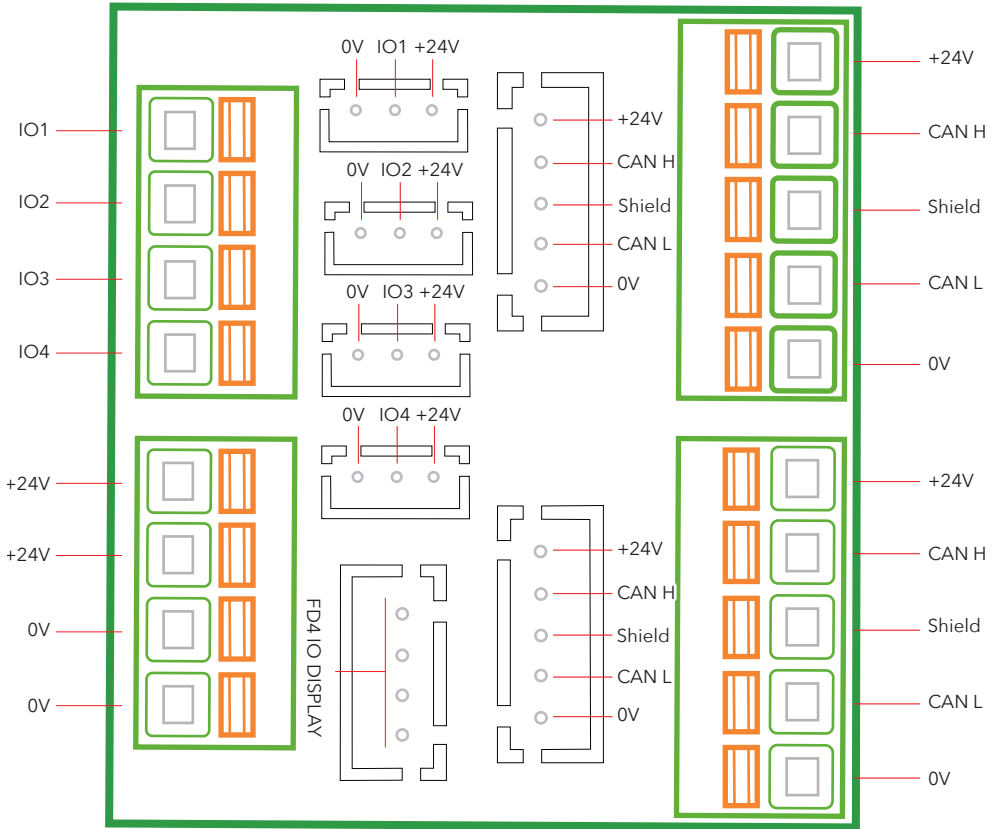 IO1
IO2
IO3
IO4
+24V
+24V
0V
0V
0V IO1 +24V
0V IO2 +24V
0V IO3 +24V
0V IO4 +24V
FD4 IO DISPLAY
+24V
CAN H
Shield
CAN L
0V
+24V
CAN H
Shield
CAN L
0V
+24V
CAN H
Shield
CAN L
0V
+24V
CAN H
Shield
CAN L
0V